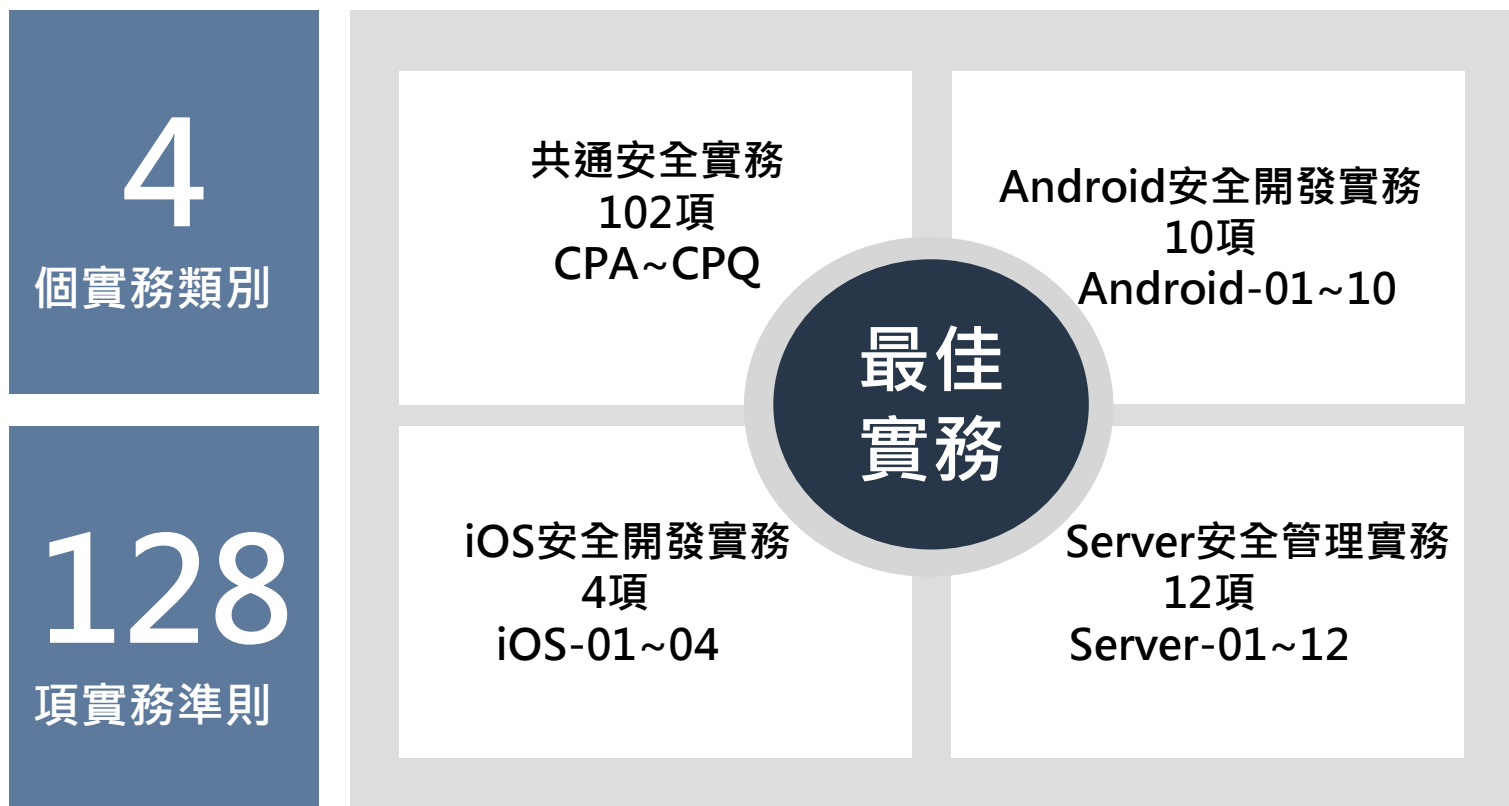 4
個實務類別
128
項實務準則
共通安全實務
102項
CPA~CPQ
Android安全開發實務
10項
Android-01~10
最佳
實務
iOS安全開發實務
4項
iOS-01~04
Server安全管理實務
12項
Server-01~12